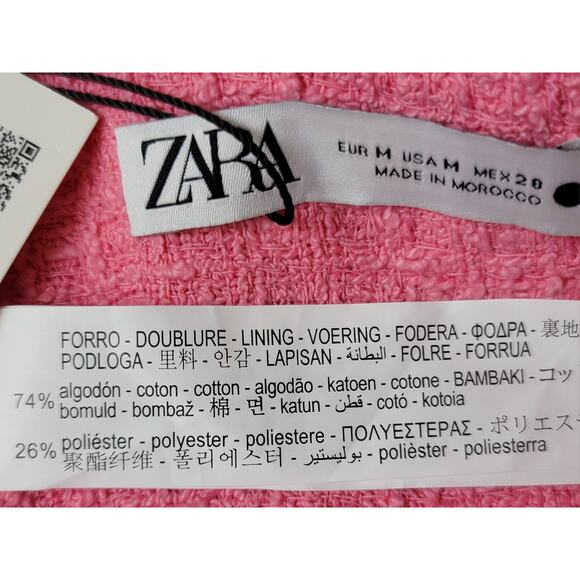 ZARA
EUR M USA M MEX 28
MADE IN MOROCCO
FORRO - DOUBLURE - LINING - VOERING - FODERA - ΦΟΔΡΑ - 裏地
PODLOGA - 里料 - 안감 - LAPISAN - البطانة - FOLRE - FORRUA
74% algodón - coton - cotton - algodão - katoen - cotone - BAMBAKI - コッ
bomuld - bombaž - 棉 - 면 - katun - قطن - cotó - kotoia
26% poliéster - polyester - poliestere - ΠΟΛΥΕΣΤΕΡΑΣ - ポリエス
聚酯纤维 - 폴리에스터 - بوليستير - polièster - poliesterra